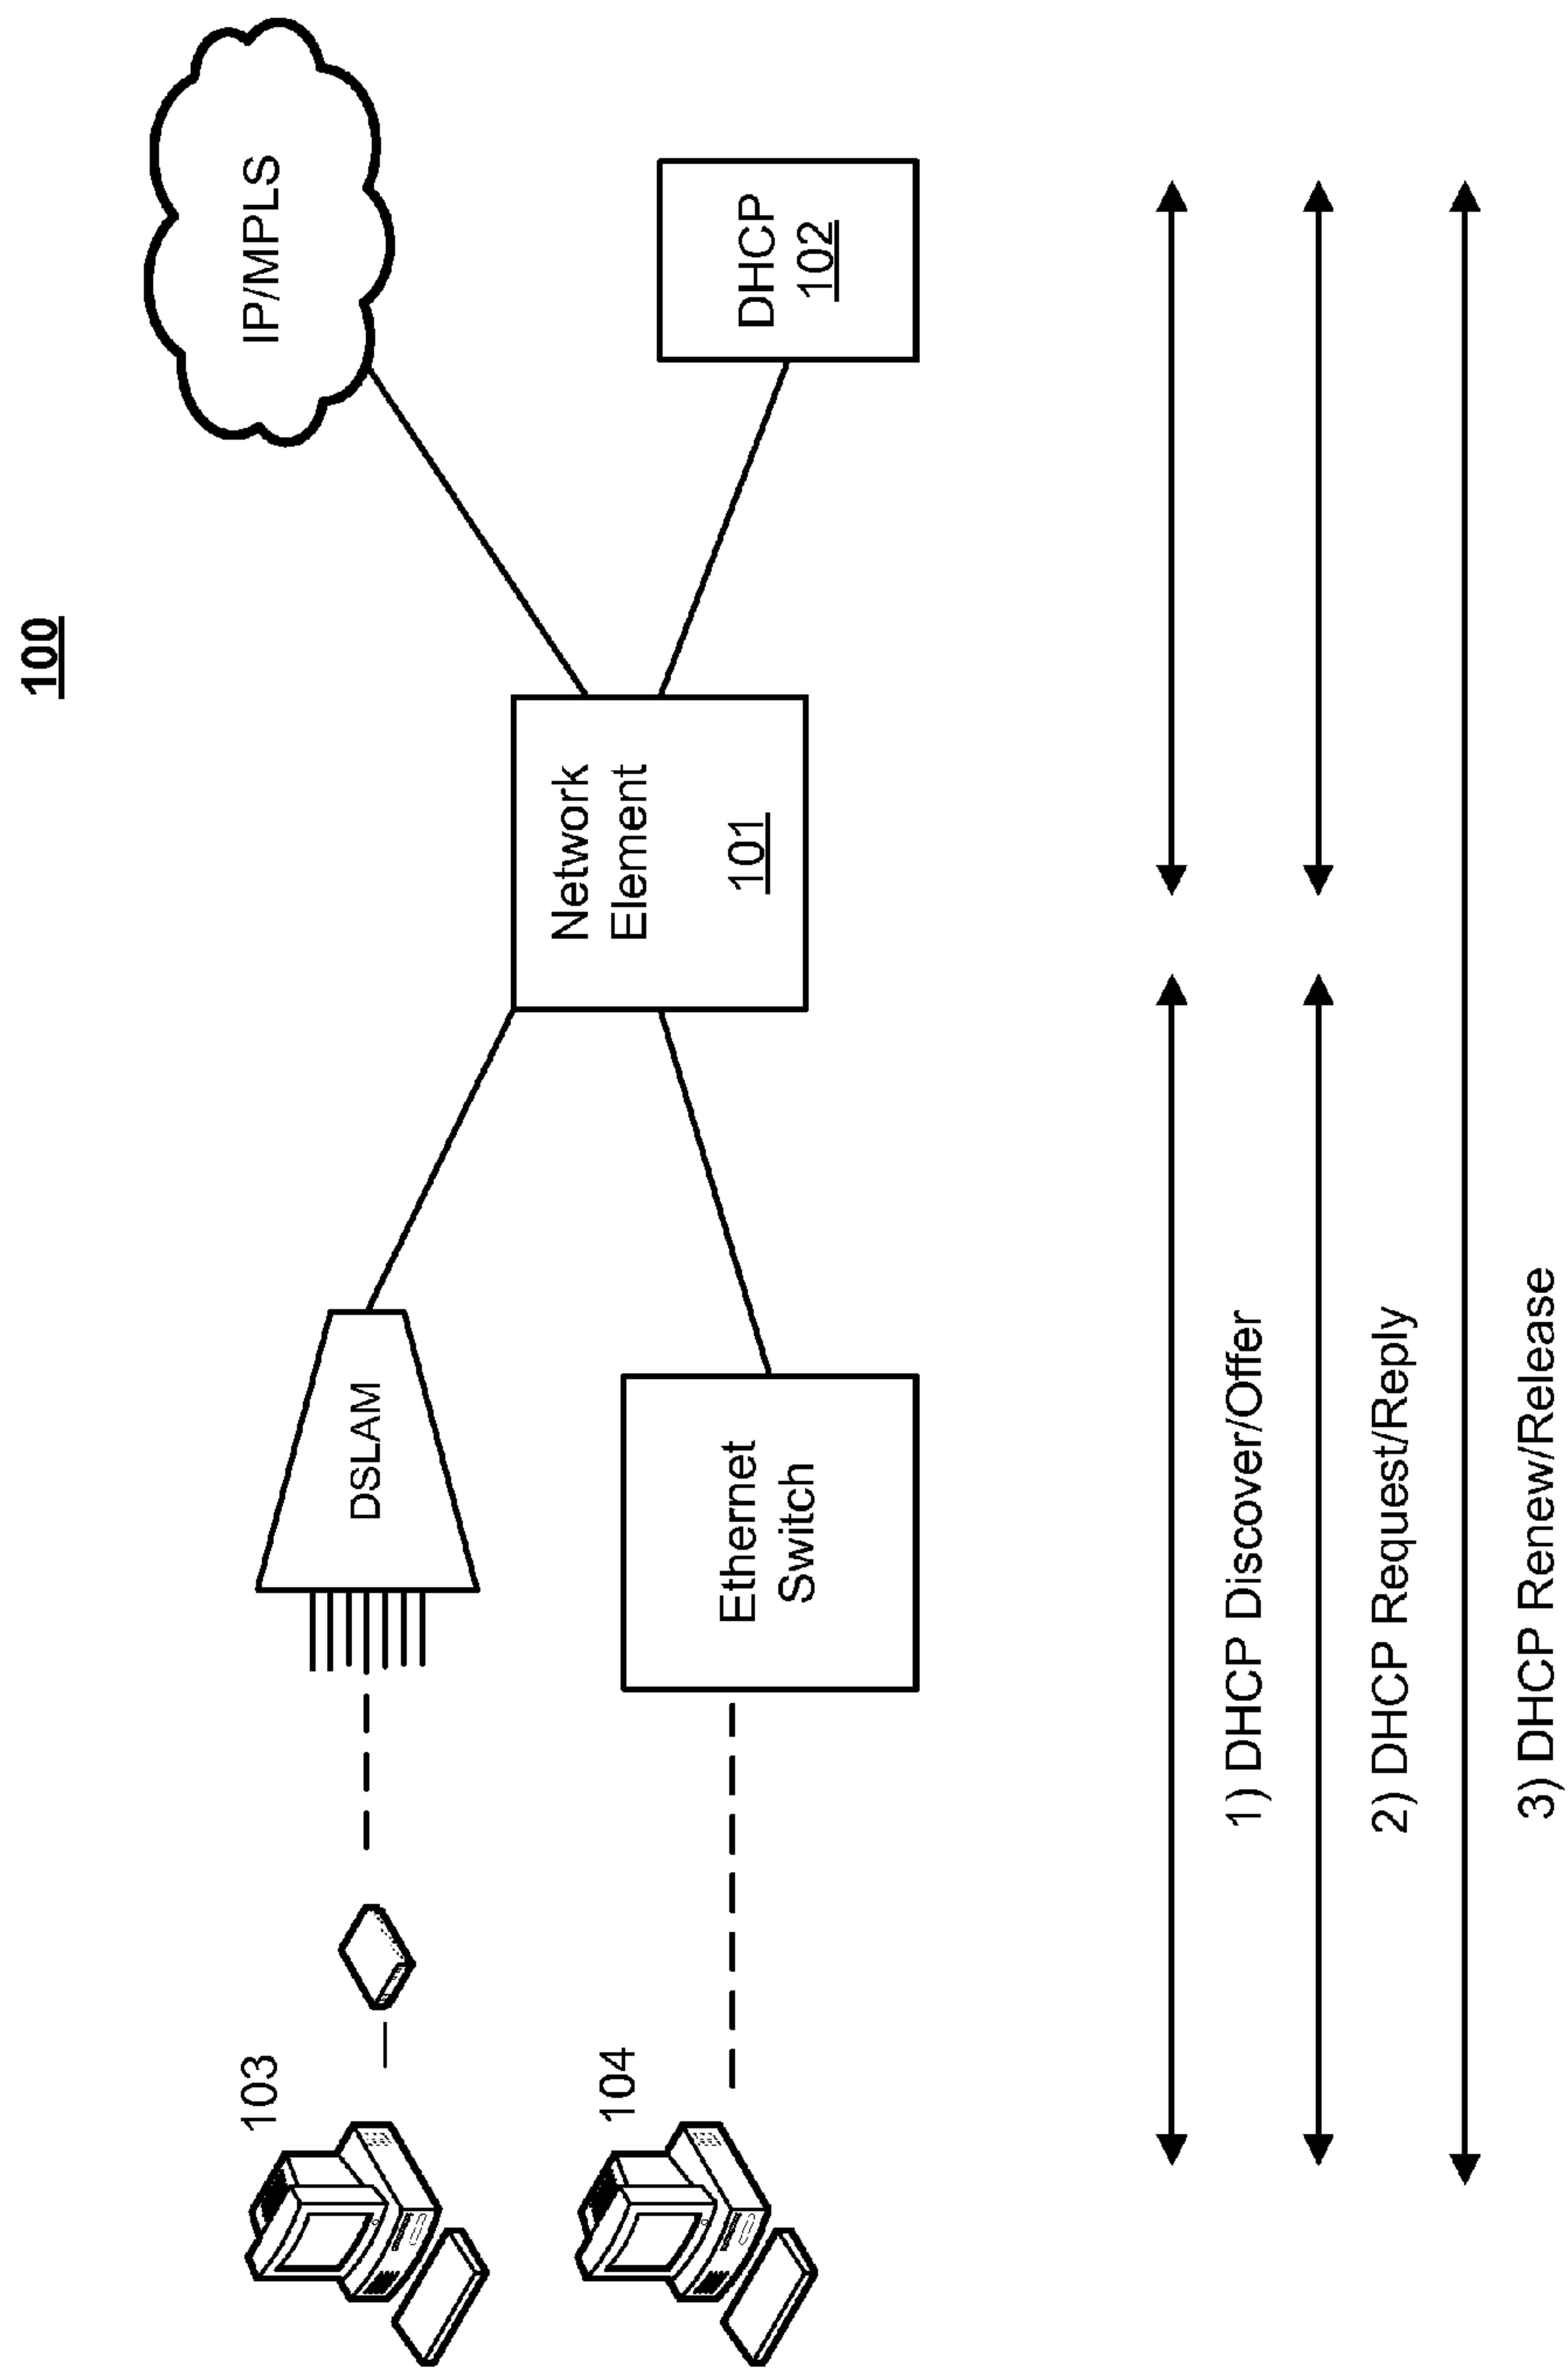 100
IP/MPLS
103
DSLAM
Network
Element
101
104
Ethernet
Switch
DHCP
102
1) DHCP Discover/Offer
2) DHCP Request/Reply
3) DHCP Renew/Release